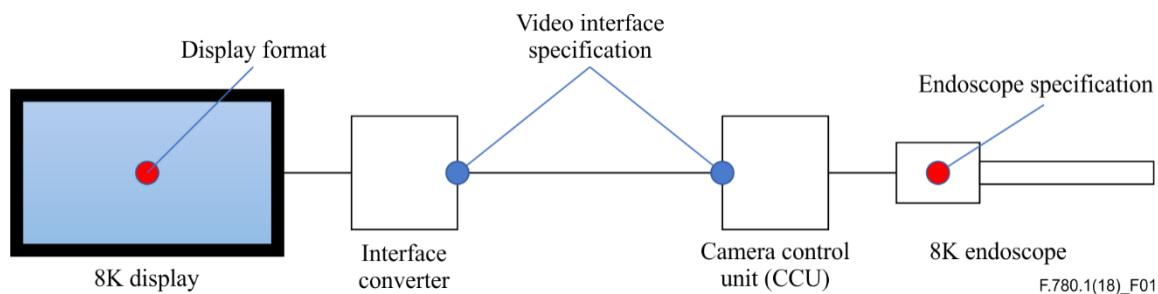 Video interface
specification
Display format
Endoscope specification
8K display
Interface
converter
Camera control
unit (CCU)
8K endoscope
F.780.1(18)_F01